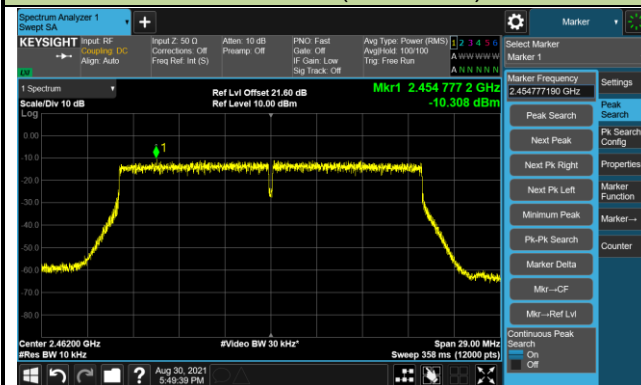 Spectrum Analyzer 1
Swept SA
+
Marker
KEYSIGHT
Input: RF
Coupling: DC
Align: Auto
Input Z: 50 Ω
Corrections: Off
Freq Ref: Int (S)
Atten: 10 dB
Preamp: Off
PNO: Fast
Gate: Off
IF Gain: Low
Sig Track: Off
Avg Type: Power (RMS)
Avg|Hold: 100/100
Trig: Free Run
1 2 3 4 5 6
A W W W W W
A N N N N N
Select Marker
Marker 1
LXI
1 Spectrum
Scale/Div 10 dB
Ref Lvl Offset 21.60 dB
Ref Level 10.00 dBm
Mkr1 2.454 777 2 GHz
-10.308 dBm
Log
0.00
-10.0
-20.0
-30.0
-40.0
-50.0
-60.0
-70.0
-80.0
1
Center 2.46200 GHz
#Res BW 10 kHz
#Video BW 30 kHz*
Span 29.00 MHz
Sweep 358 ms (12000 pts)
Marker Frequency
2.454777190 GHz
Peak Search
Next Peak
Next Pk Right
Next Pk Left
Minimum Peak
Pk-Pk Search
Marker Delta
Mkr→CF
Mkr→Ref Lvl
Continuous Peak
Search
On
Off
Settings
Peak
Search
Pk Search
Config
Properties
Marker
Function
Marker→
Counter
?
Aug 30, 2021
5:49:39 PM